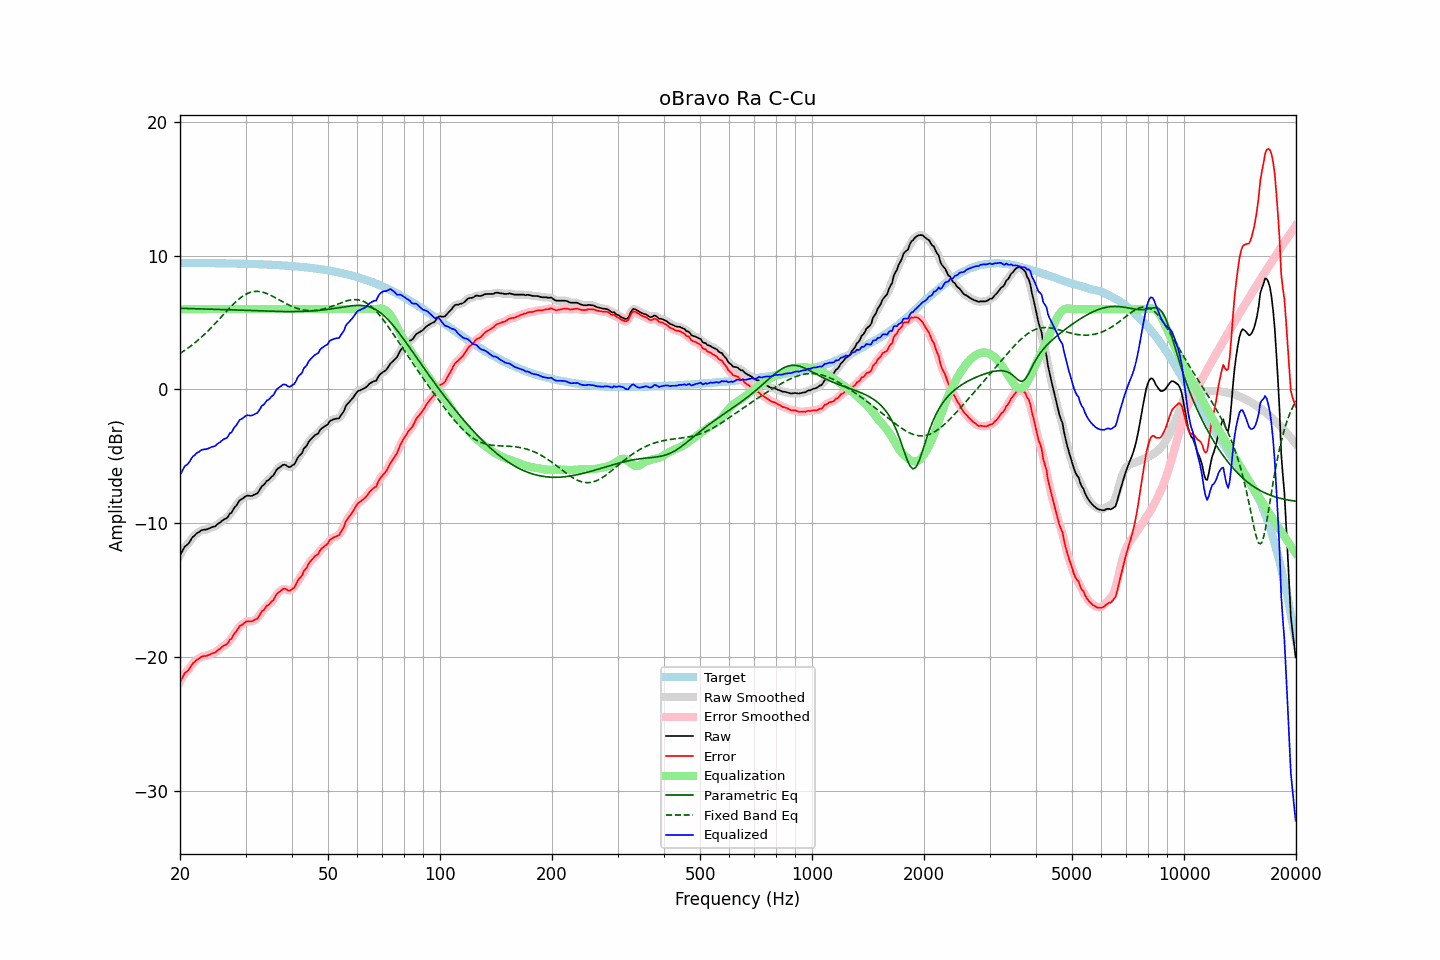 oBravo Ra C-Cu
20
10
0
−10
−20
−30
Amplitude (dBr)
Target
Raw Smoothed
Error Smoothed
Raw
Error
Equalization
Parametric Eq
Fixed Band Eq
Equalized
20 50 100 200 500 1000 2000 5000 10000 20000
Frequency (Hz)